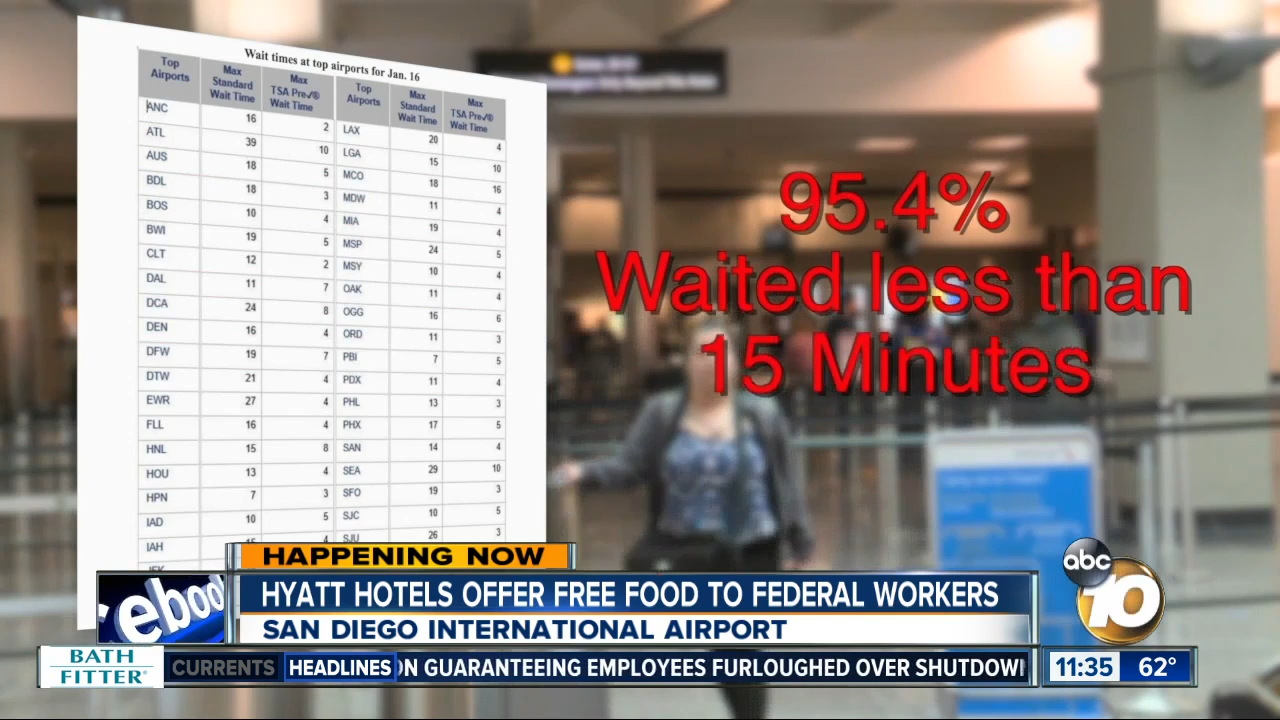 Wait times at top airports for Jan. 16
Top Airports Max Standard Wait Time Max TSA Pre✓® Wait Time Top Airports Max Standard Wait Time Max TSA Pre✓® Wait Time
ANC 16 2 LAX 20 4
ATL 39 10 LGA 15 10
AUS 18 5 MCO 18 16
BDL 18 3 MDW 11 4
BOS 10 4 MIA 19 4
BWI 19 5 MSP 24 5
CLT 12 2 MSY 10 4
DAL 11 7 OAK 11 4
DCA 24 8 OGG 16 6
DEN 16 4 ORD 11 3
DFW 19 7 PBI 7 5
DTW 21 4 PDX 11 4
EWR 27 4 PHL 13 3
FLL 16 4 PHX 17 5
HNL 15 8 SAN 14 4
HOU 13 4 SEA 29 10
HPN 7 3 SFO 19 3
IAD 10 5 SJC 10 5
IAH 4 SJU 26 3
95.4%
Waited less than
15 Minutes
HAPPENING NOW
HYATT HOTELS OFFER FREE FOOD TO FEDERAL WORKERS
SAN DIEGO INTERNATIONAL AIRPORT
abc
10
BATH
FITTER®
CURRENTS HEADLINES ON GUARANTEEING EMPLOYEES FURLOUGHED OVER SHUTDOWN
11:35 62°